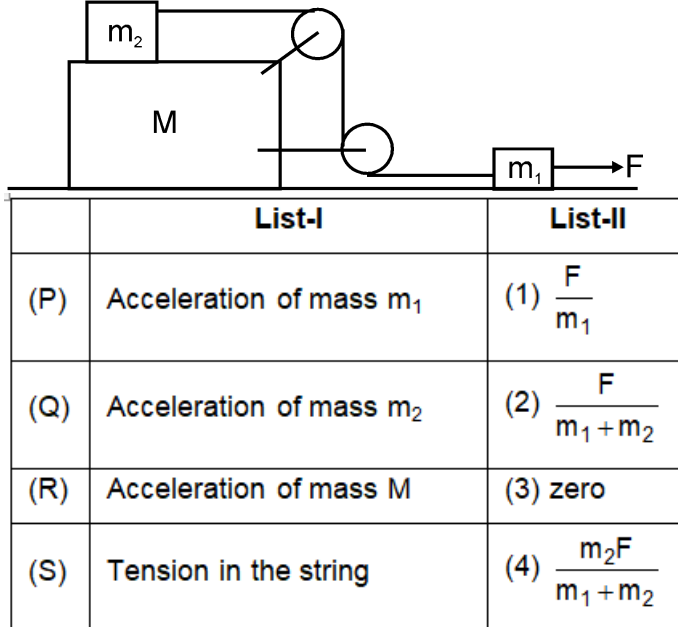 m₂
M
m₁ F
List-I List-II
(P) Acceleration of mass m₁ (1) F/m₁
(Q) Acceleration of mass m₂ (2) F/(m₁+m₂)
(R) Acceleration of mass M (3) zero
(S) Tension in the string (4) m₂F/(m₁+m₂)